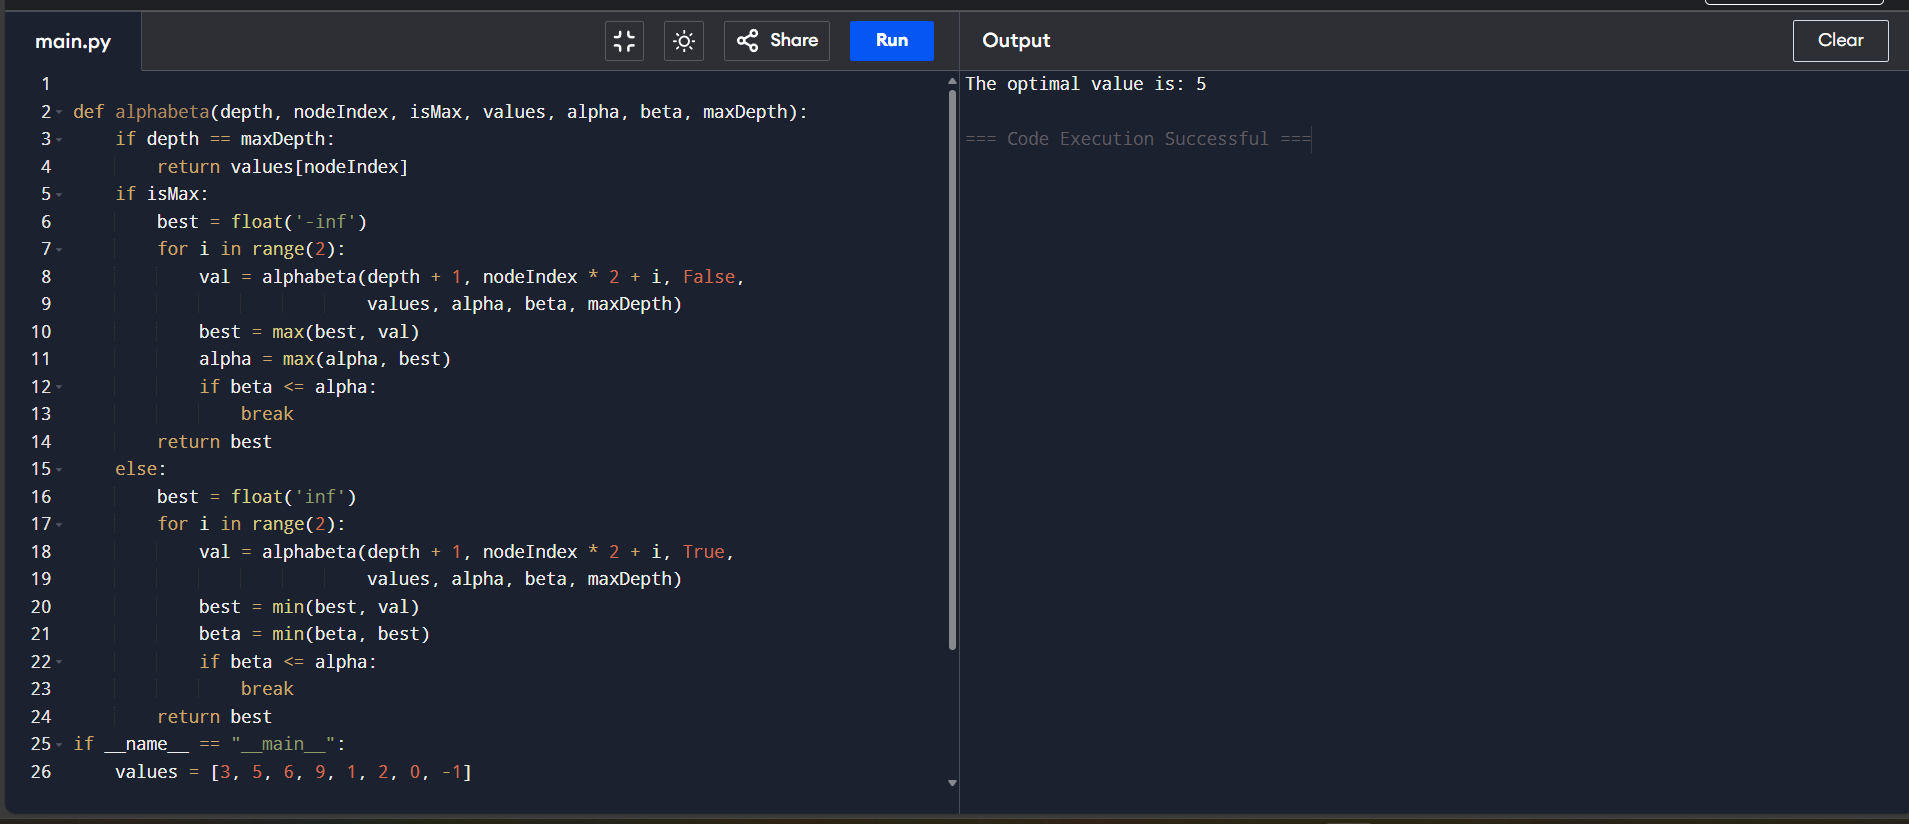 main.py
Share
Run
Output
Clear
1
2 def alphabeta(depth, nodeIndex, isMax, values, alpha, beta, maxDepth):
3     if depth == maxDepth:
4         return values[nodeIndex]
5     if isMax:
6         best = float('-inf')
7         for i in range(2):
8             val = alphabeta(depth + 1, nodeIndex * 2 + i, False,
9                             values, alpha, beta, maxDepth)
10             best = max(best, val)
11             alpha = max(alpha, best)
12             if beta <= alpha:
13                 break
14         return best
15     else:
16         best = float('inf')
17         for i in range(2):
18             val = alphabeta(depth + 1, nodeIndex * 2 + i, True,
19                             values, alpha, beta, maxDepth)
20             best = min(best, val)
21             beta = min(beta, best)
22             if beta <= alpha:
23                 break
24         return best
25 if __name__ == "__main__":
26     values = [3, 5, 6, 9, 1, 2, 0, -1]
The optimal value is: 5
=== Code Execution Successful ===